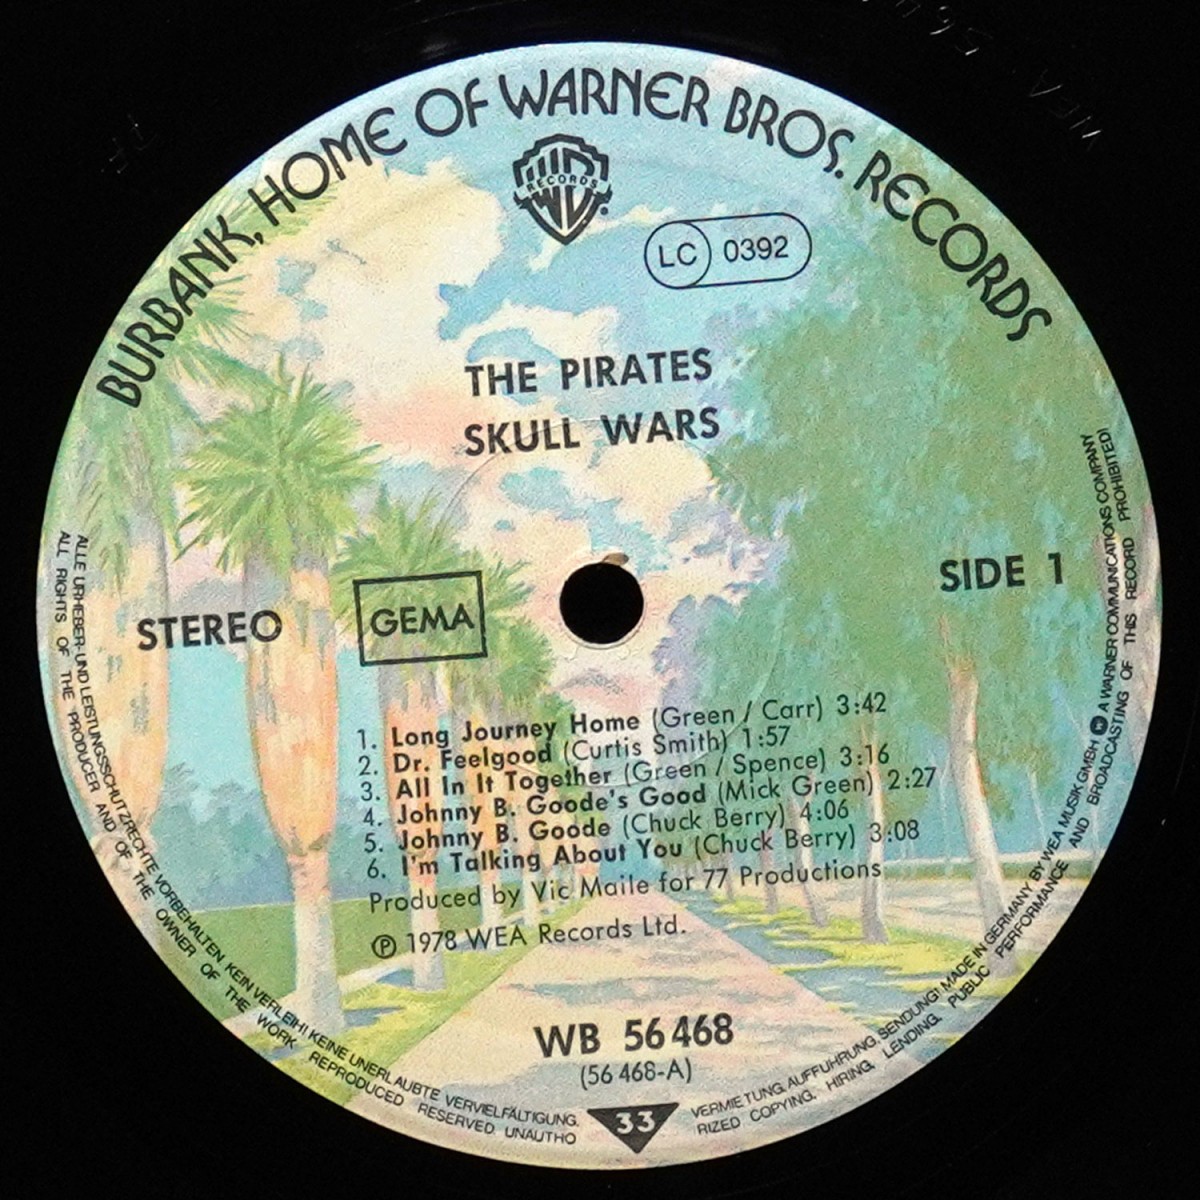 BURBANK, HOME OF WARNER BROS. RECORDS
RECORDS
LC 0392
THE PIRATES
SKULL WARS
STEREO
GEMA
SIDE 1
1. Long Journey Home (Green / Carr) 3:42
2. Dr. Feelgood (Curtis Smith) 1:57
3. All In It Together (Green / Spence) 3:16
4. Johnny B. Goode's Good (Mick Green) 2:27
5. Johnny B. Goode (Chuck Berry) 4:06
6. I'm Talking About You (Chuck Berry) 3:08
Produced by Vic Maile for 77 Productions
Ⓟ 1978 WEA Records Ltd.
WB 56 468
(56 468-A)
33
ALLE URHEBER- UND LEISTUNGSSCHUTZRECHTE VORBEHALTEN KEIN VERLEIH! KEINE UNERLAUBTE VERVIELFÄLTIGUNG, VERMIETUNG, AUFFÜHRUNG, SENDUNG! MADE IN GERMANY BY WEA MUSIK GMBH A WARNER COMMUNICATIONS COMPANY
ALL RIGHTS OF THE PRODUCER AND OF THE OWNER OF THE WORK REPRODUCED RESERVED. UNAUTHORIZED COPYING, HIRING, LENDING, PUBLIC PERFORMANCE AND BROADCASTING OF THIS RECORD PROHIBITED!